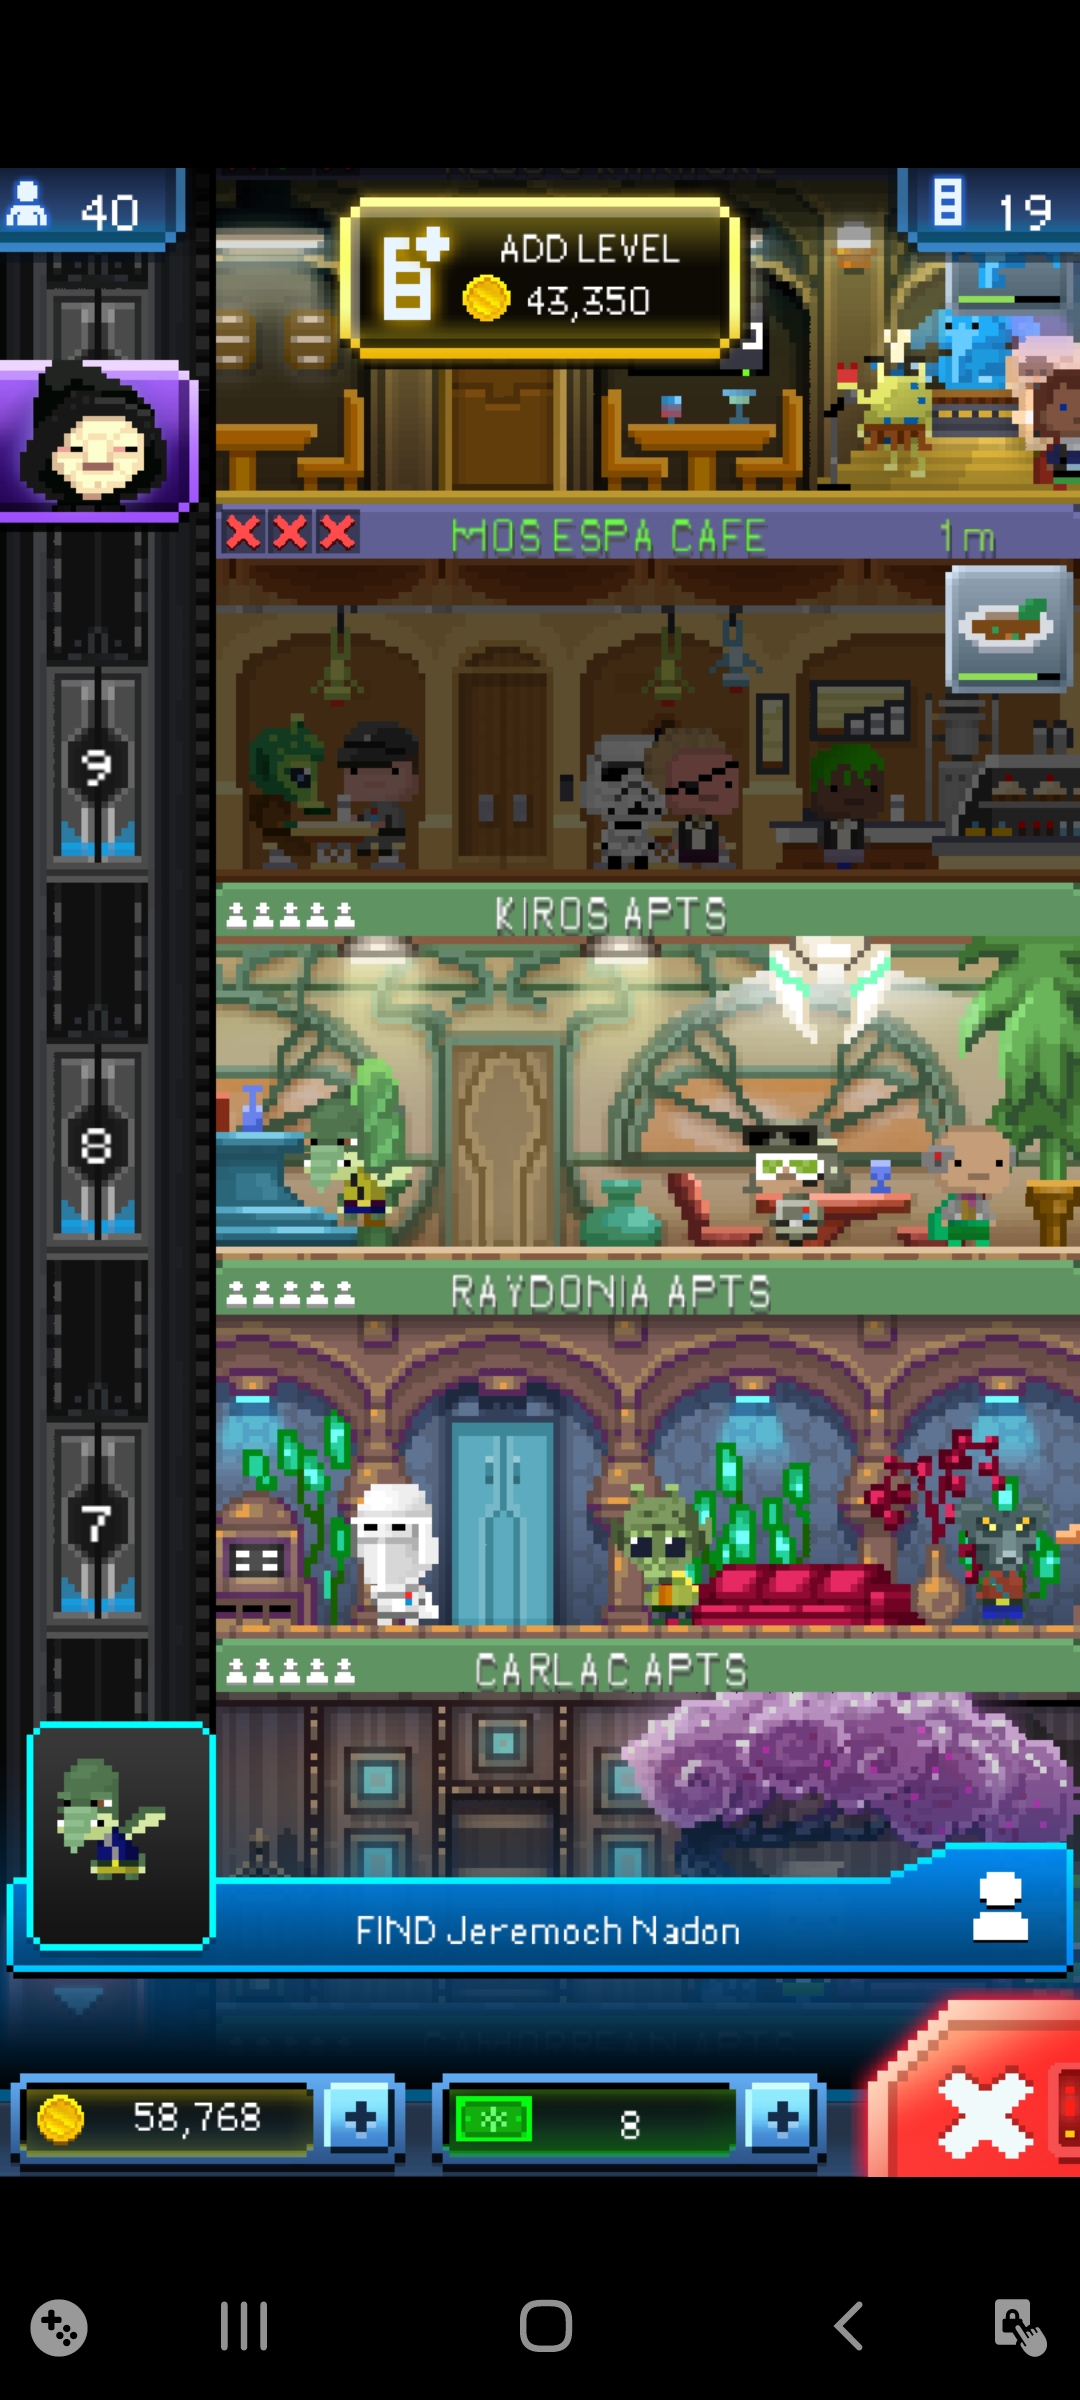 40
ADD LEVEL
43,350
19
MOS ESPA CAFE
1m
9
KIROS APTS
8
RAYDONIA APTS
7
CARLAC APTS
FIND Jeremoch Nadon
58,768
8